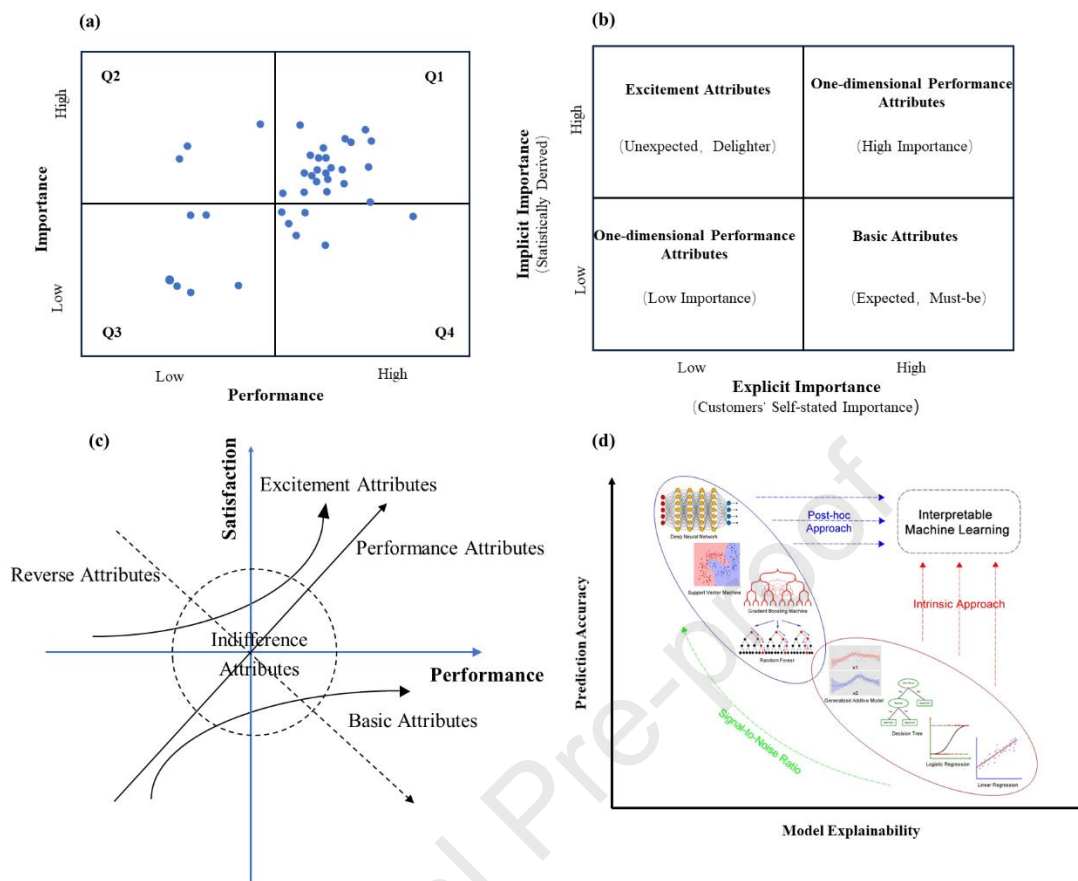 (a)
Q2
Q1
Q3
Q4
High
Low
Importance
Low
High
Performance
(b)
Excitement Attributes
(Unexpected, Delighter)
One-dimensional Performance
Attributes
(High Importance)
One-dimensional Performance
Attributes
(Low Importance)
Basic Attributes
(Expected, Must-be)
High
Low
Implicit Importance
(Statistically Derived)
Low
High
Explicit Importance
(Customers' Self-stated Importance)
(c)
Satisfaction
Excitement Attributes
Performance Attributes
Reverse Attributes
Indifference
Attributes
Performance
Basic Attributes
(d)
Prediction Accuracy
Deep Neural Network
Support Vector Machine
Gradient Boosting Machine
Random Forest
Post-hoc
Approach
Interpretable
Machine Learning
Intrinsic Approach
x1
x2
Generalized Additive Model
Decision Tree
Logistic Regression
Linear Regression
Signal-to-Noise Ratio
Model Explainability
al Pre-proof